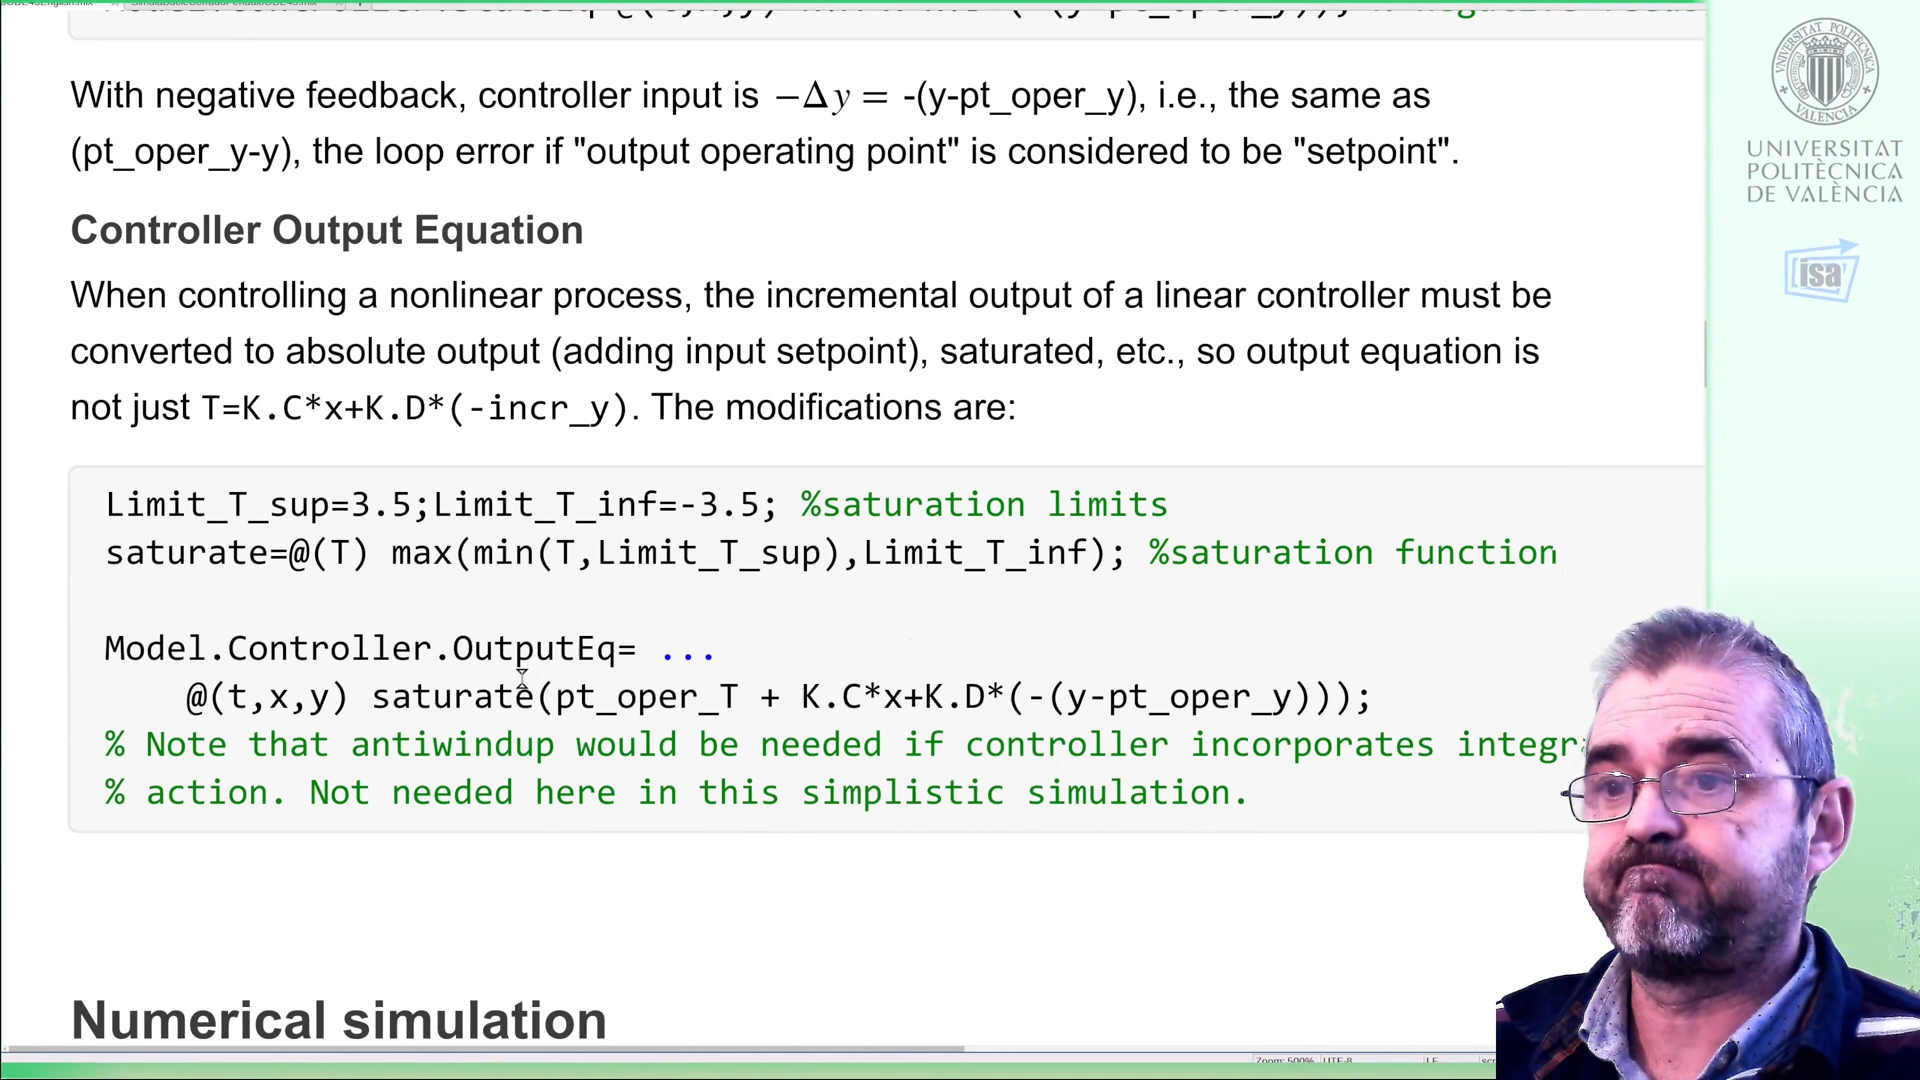 With negative feedback, controller input is −Δy = -(y-pt_oper_y), i.e., the same as
(pt_oper_y-y), the loop error if "output operating point" is considered to be "setpoint".
Controller Output Equation
When controlling a nonlinear process, the incremental output of a linear controller must be
converted to absolute output (adding input setpoint), saturated, etc., so output equation is
not just T=K.C*x+K.D*(-incr_y). The modifications are:
Limit_T_sup=3.5;Limit_T_inf=-3.5; %saturation limits
saturate=@(T) max(min(T,Limit_T_sup),Limit_T_inf); %saturation function
Model.Controller.OutputEq= ...
@(t,x,y) saturate(pt_oper_T + K.C*x+K.D*(-(y-pt_oper_y)));
% Note that antiwindup would be needed if controller incorporates integr
% action. Not needed here in this simplistic simulation.
Numerical simulation
Zoom: 500% UTF-8 LF
UNIVERSITAT
POLITÈCNICA
DE VALÈNCIA
isa